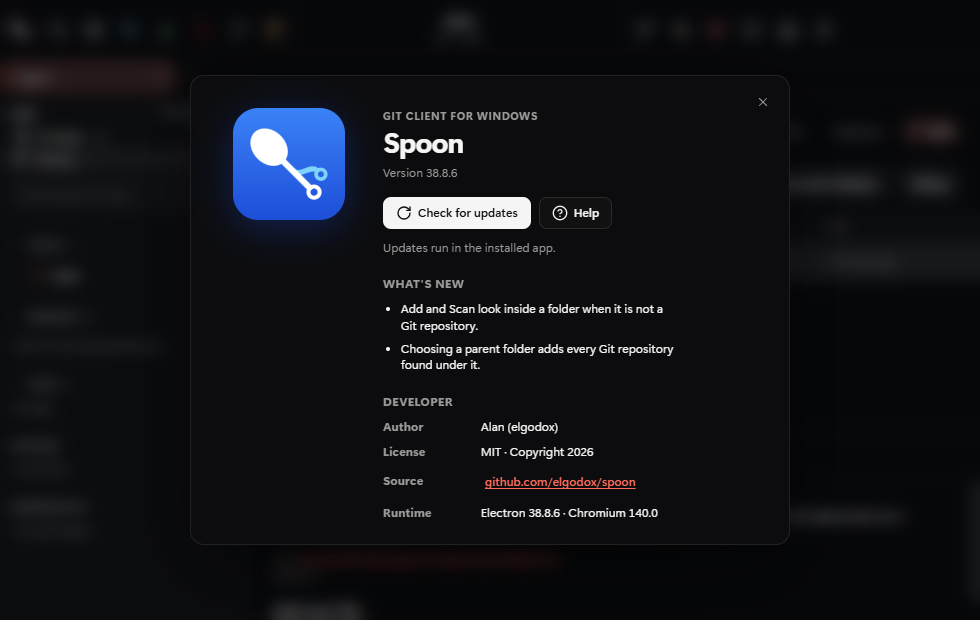 GIT CLIENT FOR WINDOWS
Spoon
Version 38.8.6
Check for updates
Help
Updates run in the installed app.
WHAT'S NEW
• Add and Scan look inside a folder when it is not a
Git repository.
• Choosing a parent folder adds every Git repository
found under it.
DEVELOPER
Author Alan (elgodox)
License MIT · Copyright 2026
Source github.com/elgodox/spoon
Runtime Electron 38.8.6 · Chromium 140.0